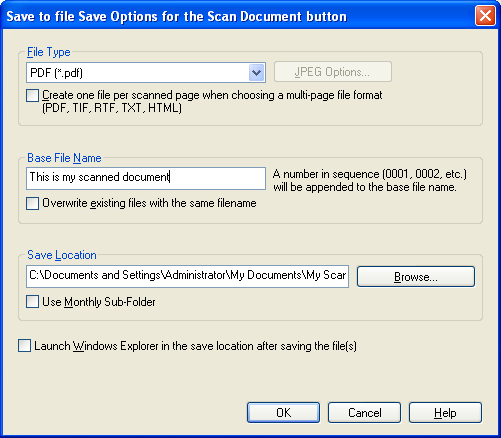 Save to file Save Options for the Scan Document button
File Type
PDF (*.pdf)
JPEG Options...
Create one file per scanned page when choosing a multi-page file format
(PDF, TIF, RTF, TXT, HTML)
Base File Name
This is my scanned document
A number in sequence (0001, 0002, etc.)
will be appended to the base file name.
Overwrite existing files with the same filename
Save Location
C:\Documents and Settings\Administrator\My Documents\My Scar
Browse...
Use Monthly Sub-Folder
Launch Windows Explorer in the save location after saving the file(s)
OK
Cancel
Help